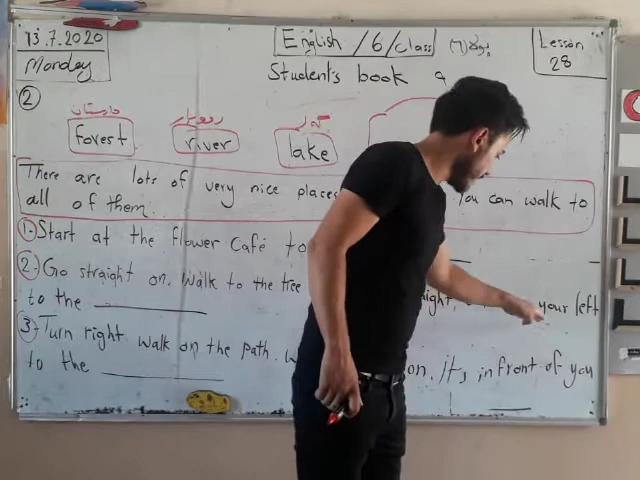 13.7.2020
Monday
English /6/class
Lesson
28
Student's book
2
forest
river
lake
There are lots of very nice places you can walk to
all of them.
1- Start at the flower Café to
2- Go straight on. Walk to the tree your left
to the
3- Turn right walk on the path. on. it's in front of you
to the